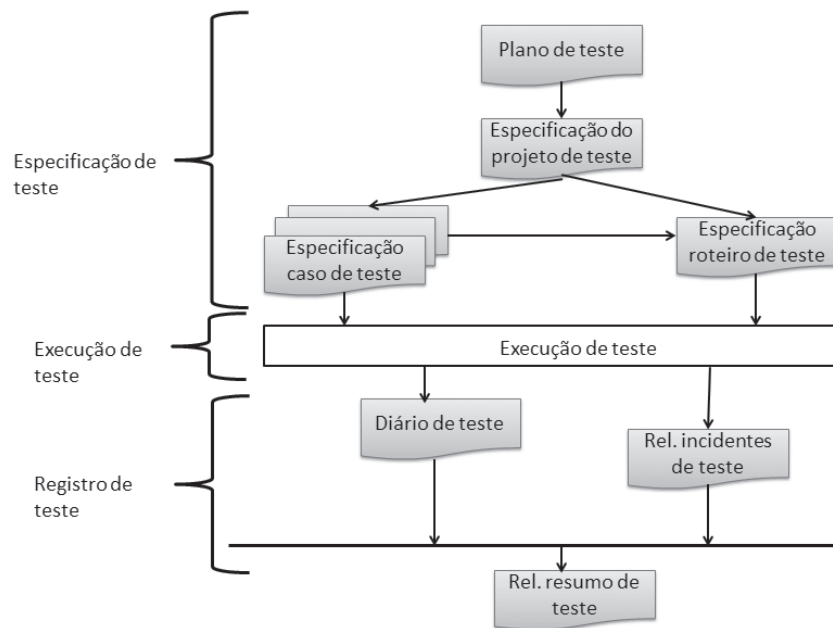 Plano de teste
Especificação do
projeto de teste
Especificação de
teste
Especificação
caso de teste
Especificação
roteiro de teste
Execução de
teste
Execução de teste
Diário de teste
Rel. incidentes
de teste
Registro de
teste
Rel. resumo de
teste